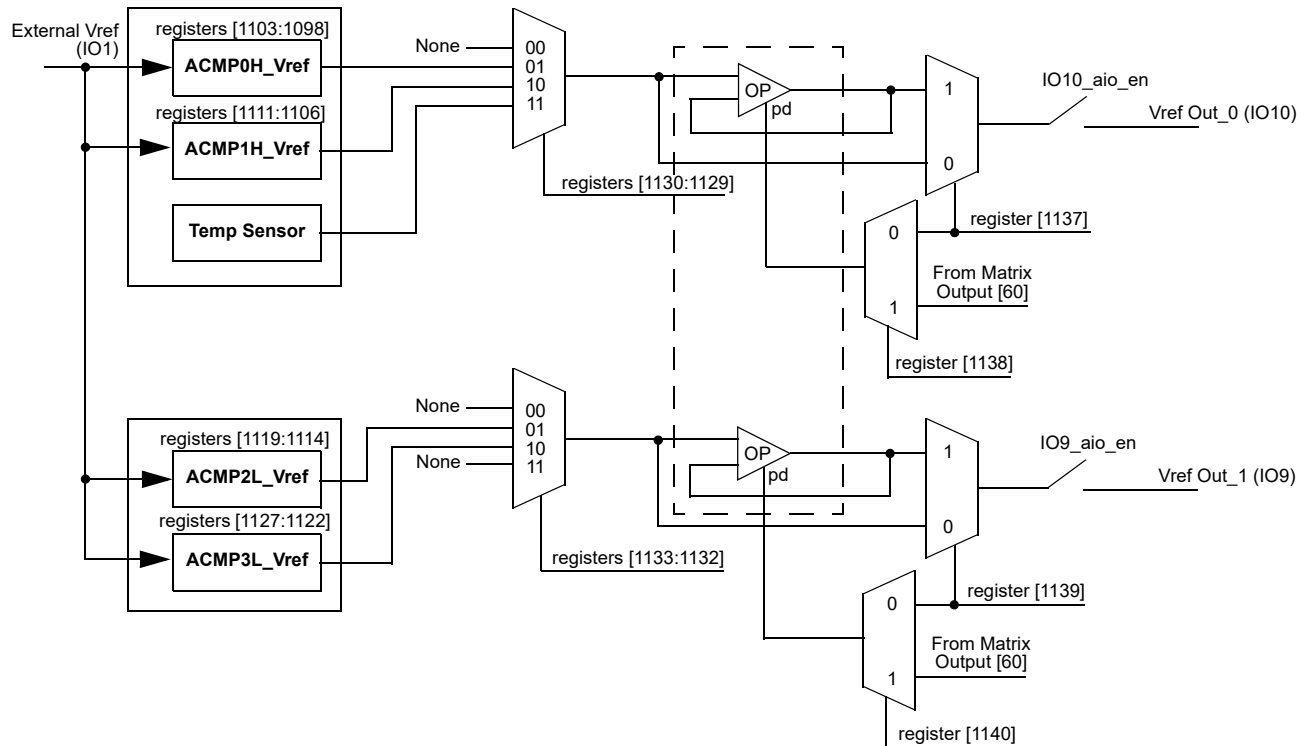 External Vref
(IO1)
registers [1103:1098]
ACMP0H_Vref
registers [1111:1106]
ACMP1H_Vref
Temp Sensor
None
00
01
10
11
registers [1130:1129]
OP
pd
1
0
IO10_aio_en
Vref Out_0 (IO10)
register [1137]
0
From Matrix
Output [60]
1
register [1138]
registers [1119:1114]
ACMP2L_Vref
registers [1127:1122]
ACMP3L_Vref
None
00
01
10
None
11
registers [1133:1132]
OP
pd
1
0
IO9_aio_en
Vref Out_1 (IO9)
register [1139]
0
From Matrix
Output [60]
1
register [1140]